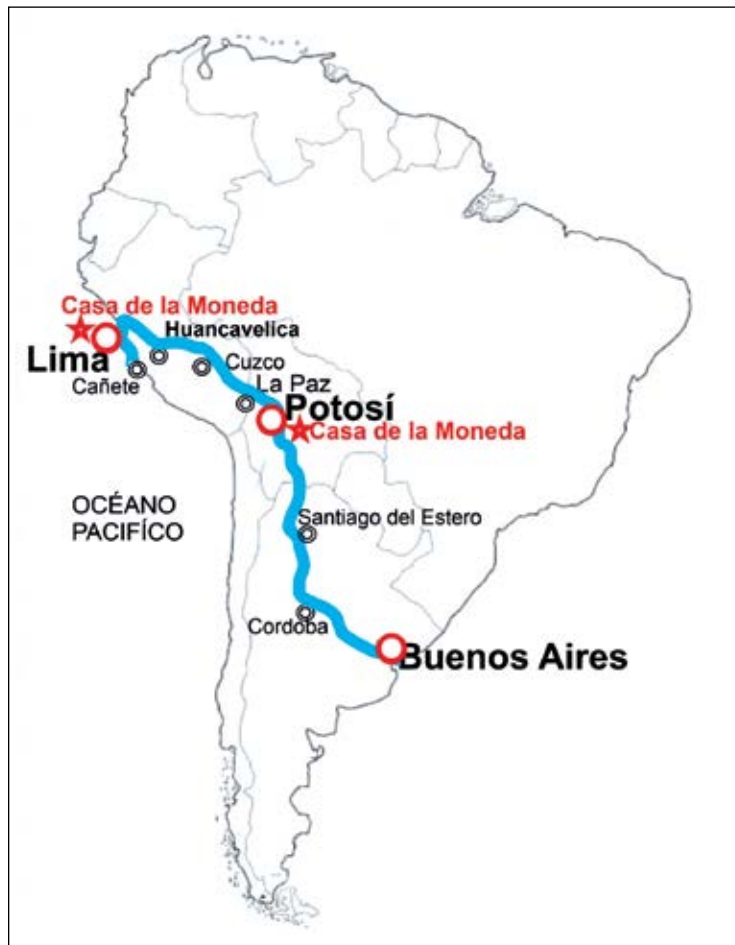 Casa de la Moneda
Huancavelica
Lima
Cuzco
Cañete
La Paz
Potosí
Casa de la Moneda
OCÉANO
PACIFÍCO
Santiago del Estero
Cordoba
Buenos Aires